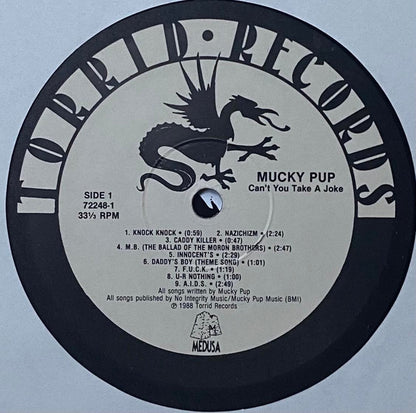 TORRID • RECORDS
MUCKY PUP
Can't You Take A Joke
SIDE 1
72248-1
33⅓ RPM
1. KNOCK KNOCK • (0:59) 2. NAZICHIZM • (2:24)
3. CADDY KILLER • (0:47)
4. M.B. (THE BALLAD OF THE MORON BROTHERS) • (4:47)
5. INNOCENT'S • (2:29)
6. DADDY'S BOY (THEME SONG) • (1:01)
7. F.U.C.K. • (1:19)
8. U-R NOTHING • (1:00)
9. A.I.D.S. • (2:49)
All songs written by Mucky Pup
All songs published by No Integrity Music/Mucky Pup Music (BMI)
℗ 1988 Torrid Records
MEDUSA